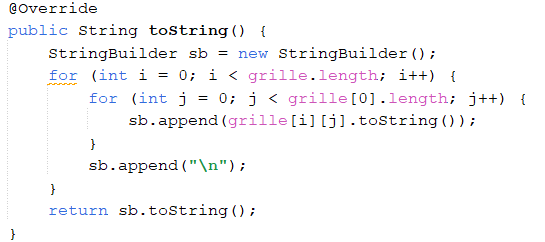 @Override
public String toString() {
    StringBuilder sb = new StringBuilder();
    for (int i = 0; i < grille.length; i++) {
        for (int j = 0; j < grille[0].length; j++) {
            sb.append(grille[i][j].toString());
        }
        sb.append("\n");
    }
    return sb.toString();
}